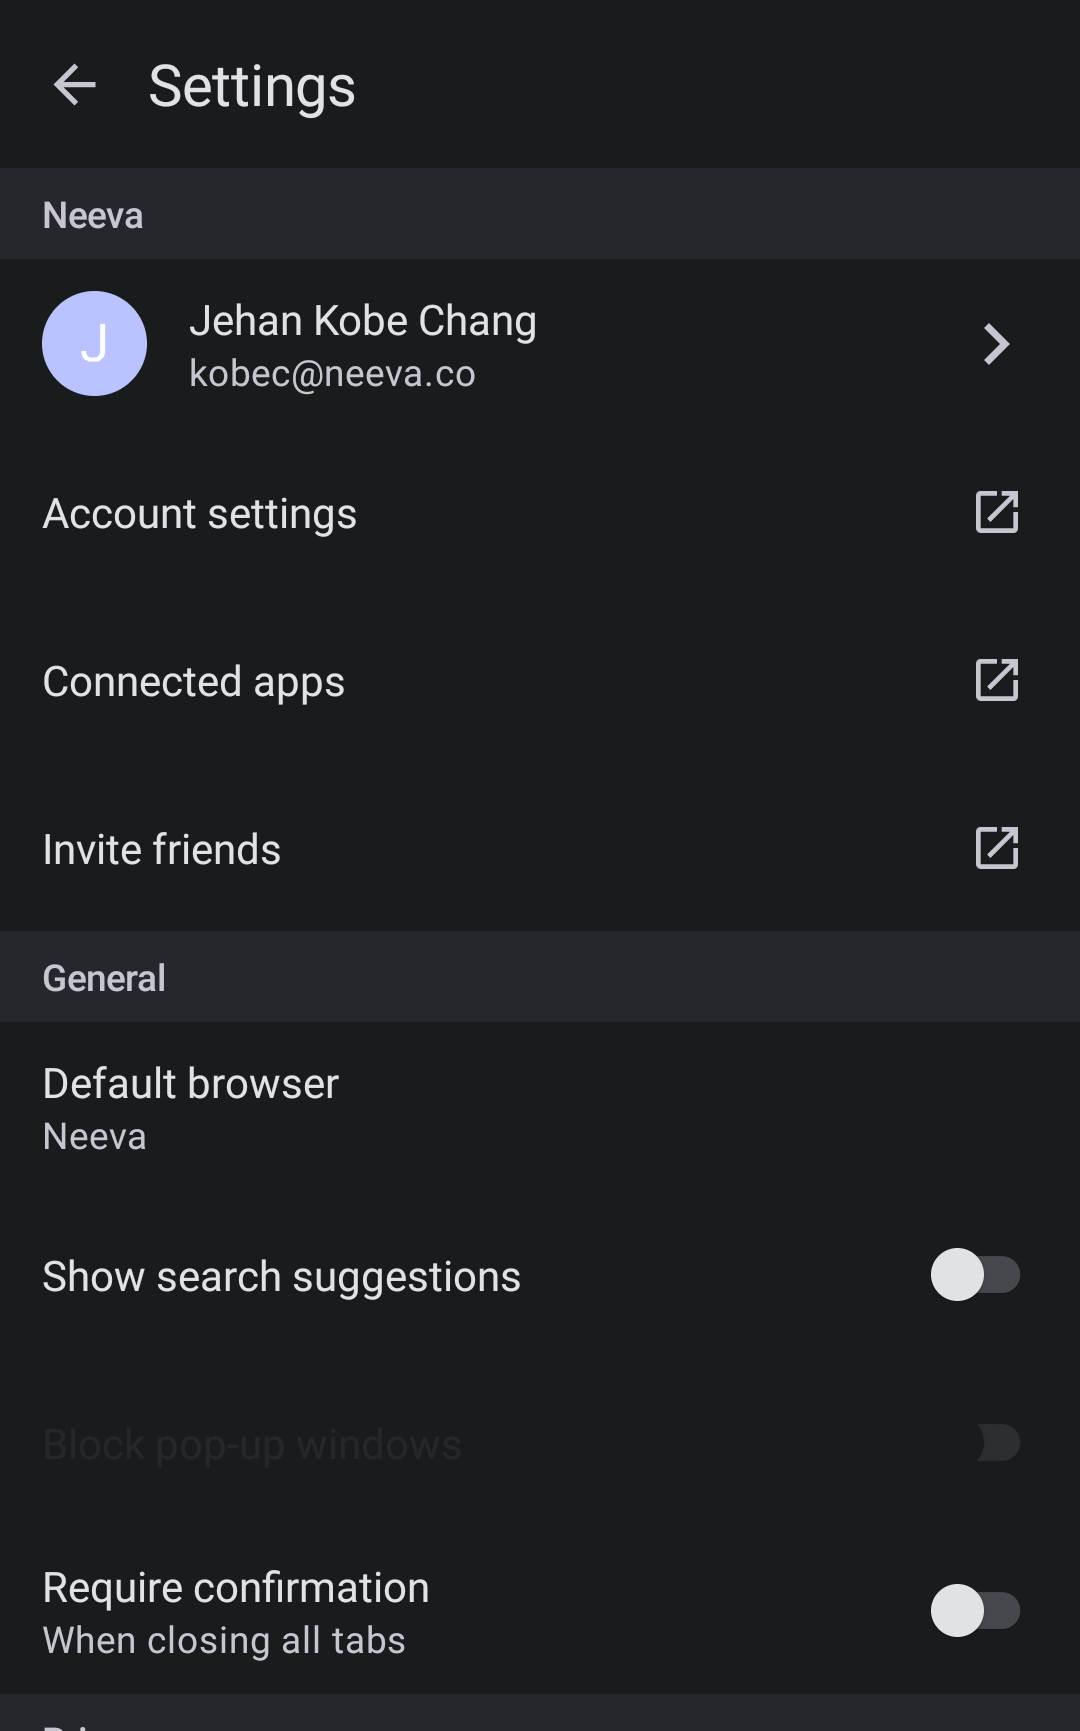 Settings
Neeva
J
Jehan Kobe Chang
kobec@neeva.co
Account settings
Connected apps
Invite friends
General
Default browser
Neeva
Show search suggestions
Block pop-up windows
Require confirmation
When closing all tabs